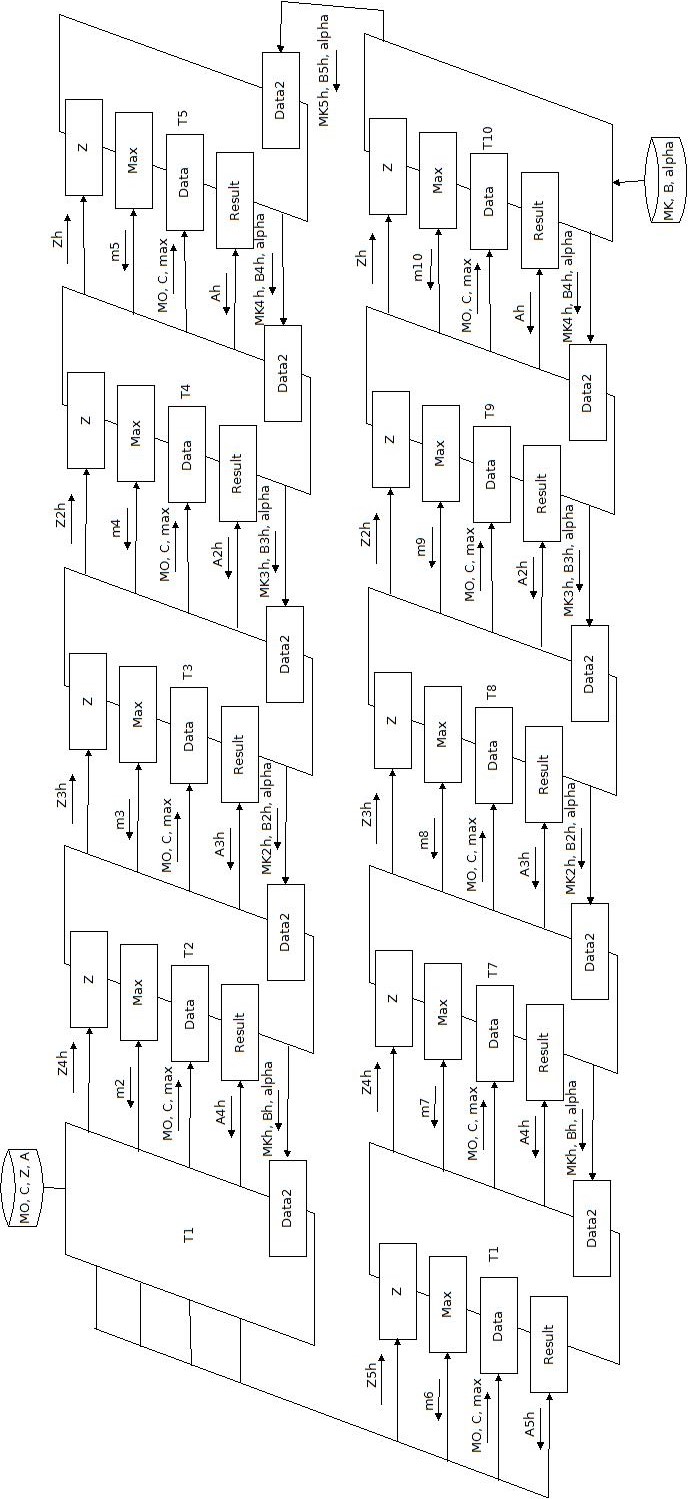 MO, C, Z, A
T1
Data2
MKh, Bh, alpha
Z4h
m2
MO, C, max
A4h
Z
Max
Data
Result
T2
Data2
MK2h, B2h, alpha
Z3h
m3
MO, C, max
A3h
Z
Max
Data
Result
T3
Data2
MK3h, B3h, alpha
Z2h
m4
MO, C, max
A2h
Z
Max
Data
Result
T4
Data2
MK4h, B4h, alpha
Zh
m5
MO, C, max
Ah
Z
Max
Data
Result
T5
Data2
MK5h, B5h, alpha
Z5h
m6
MO, C, max
A5h
Z
Max
Data
Result
T1
Data2
MKh, Bh, alpha
Z4h
m7
MO, C, max
A4h
Z
Max
Data
Result
T7
Data2
MK2h, B2h, alpha
Z3h
m8
MO, C, max
A3h
Z
Max
Data
Result
T8
Data2
MK3h, B3h, alpha
Z2h
m9
MO, C, max
A2h
Z
Max
Data
Result
T9
Data2
MK4h, B4h, alpha
Zh
m10
MO, C, max
Ah
Z
Max
Data
Result
T10
MK, B, alpha